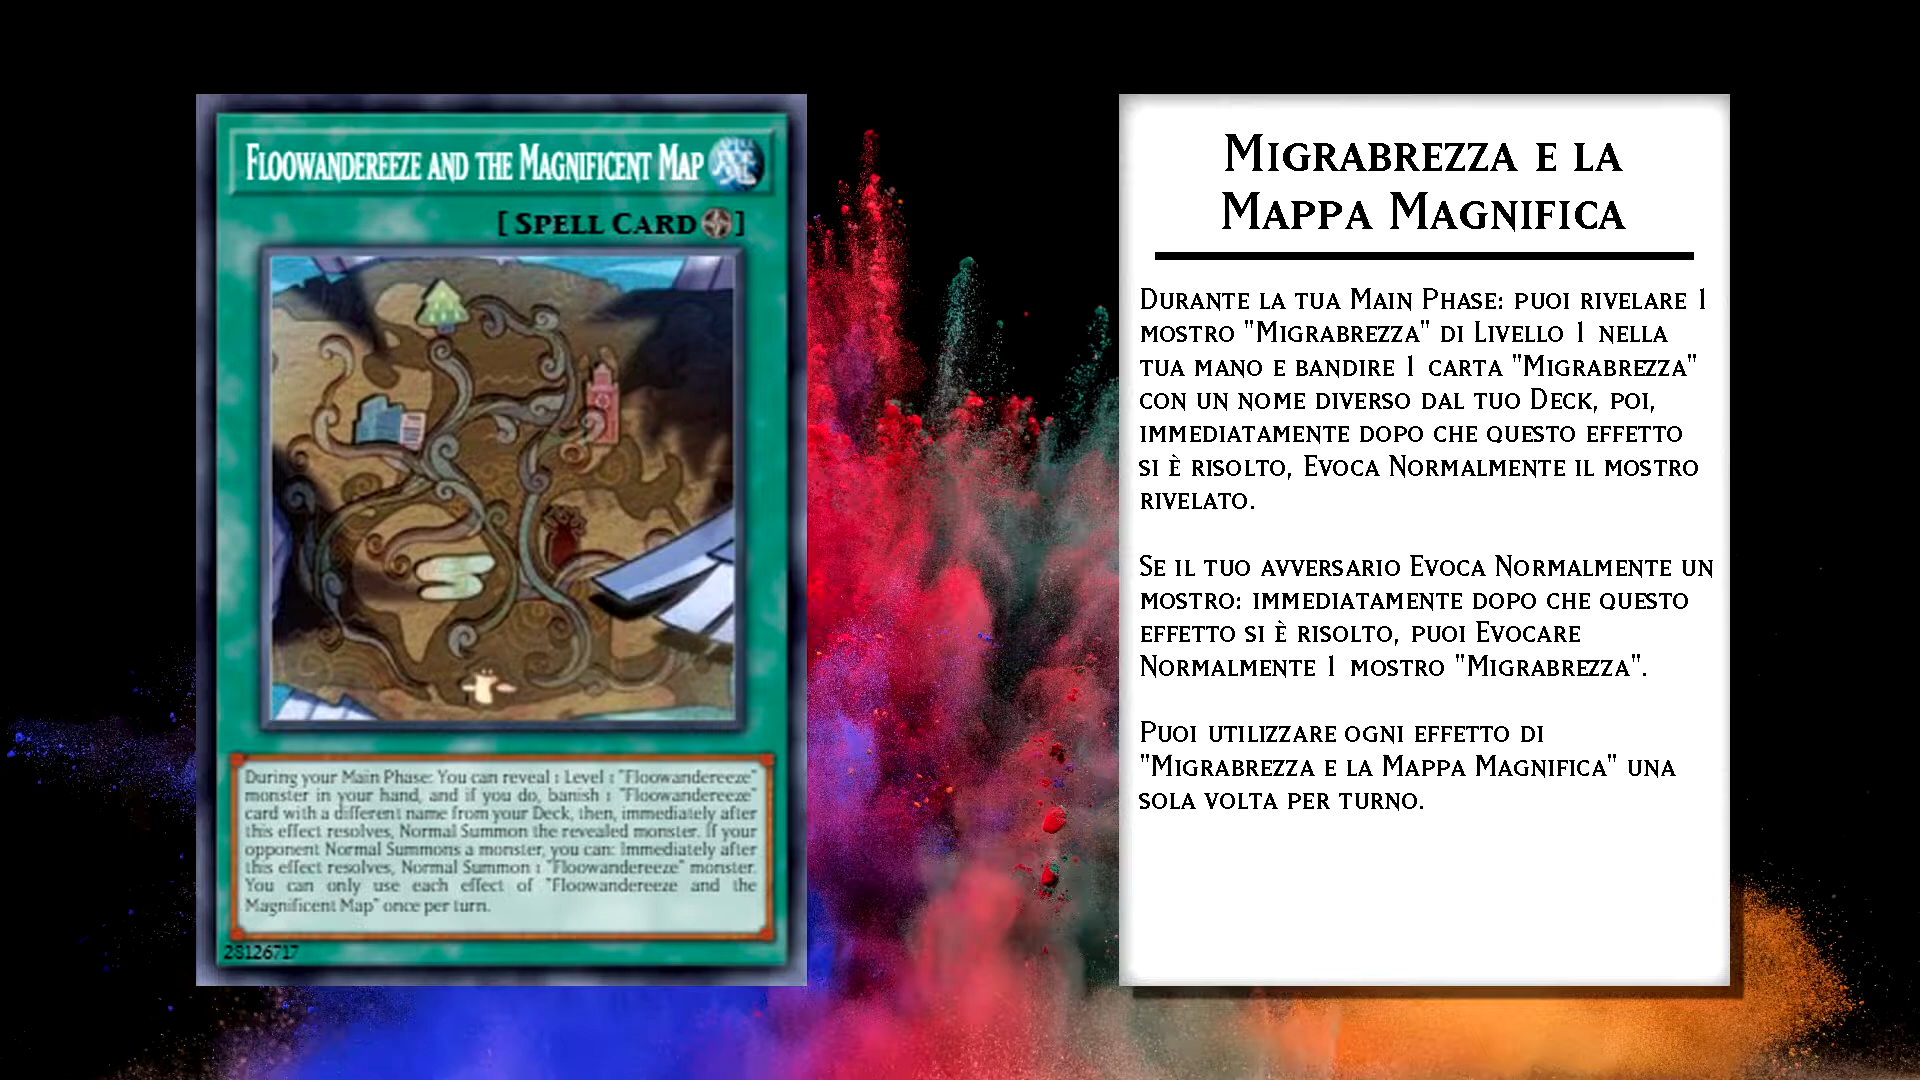 Floowandereeze and the Magnificent Map
[Spell Card]
During your Main Phase: You can reveal 1 Level 1 "Floowandereeze"
monster in your hand, and if you do, banish 1 "Floowandereeze"
card with a different name from your Deck, then, immediately after
this effect resolves, Normal Summon the revealed monster. If your
opponent Normal Summons a monster, you can: Immediately after
this effect resolves, Normal Summon 1 "Floowandereeze" monster.
You can only use each effect of "Floowandereeze and the
Magnificent Map" once per turn.
28126717
Migrabrezza e la
Mappa Magnifica
Durante la tua Main Phase: puoi rivelare 1
mostro "Migrabrezza" di Livello 1 nella
tua mano e bandire 1 carta "Migrabrezza"
con un nome diverso dal tuo Deck, poi,
immediatamente dopo che questo effetto
si è risolto, Evoca Normalmente il mostro
rivelato.
Se il tuo avversario Evoca Normalmente un
mostro: immediatamente dopo che questo
effetto si è risolto, puoi Evocare
Normalmente 1 mostro "Migrabrezza".
Puoi utilizzare ogni effetto di
"Migrabrezza e la Mappa Magnifica" una
sola volta per turno.